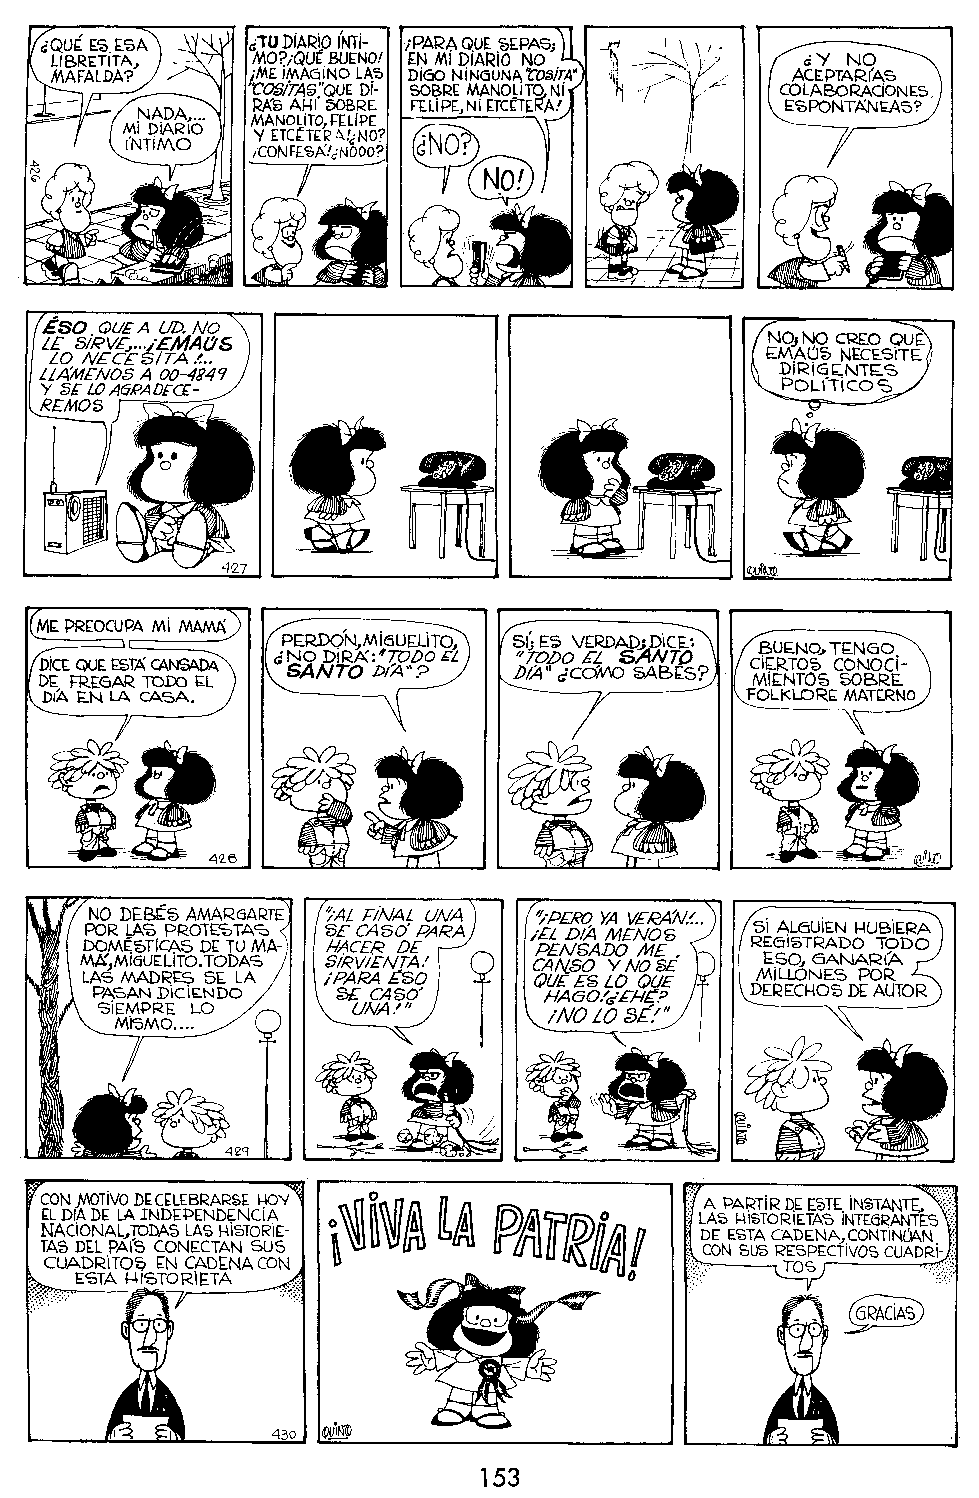 ¿QUÉ ES ESA
LIBRETITA,
MAFALDA?
NADA,...
MI DIARIO
ÍNTIMO
426
¿TU DIARIO ÍNTI-
MO? ¡QUÉ BUENO!
¡ME IMAGINO LAS
"COSITAS" QUE DI-
RÁS AHÍ SOBRE
MANOLITO, FELIPE
Y ETCÉTERA! ¿NO?
¡CONFESÁ! ¿NOOO?
¡PARA QUE SEPAS,
EN MI DIARIO NO
DIGO NINGUNA "COSITA"
SOBRE MANOLITO, NI
FELIPE, NI ETCÉTERA!
¿NO?
NO!
¿Y NO
ACEPTARÍAS
COLABORACIONES
ESPONTÁNEAS?
ÉSO QUE A UD. NO
LE SIRVE,...¡EMAÚS
LO NECESITA!...
LLÁMENOS A 00-4849
Y SE LO AGRADECE-
REMOS
427
NO, NO CREO QUE
EMAÚS NECESITE
DIRIGENTES
POLÍTICOS
QUINO
ME PREOCUPA MI MAMÁ
DICE QUE ESTÁ CANSADA
DE FREGAR TODO EL
DÍA EN LA CASA.
428
PERDÓN, MIGUELITO,
¿NO DIRÁ: "TODO EL
SANTO DÍA"?
SÍ; ES VERDAD; DICE:
"TODO EL SANTO
DÍA" ¿CÓMO SABÉS?
BUENO, TENGO
CIERTOS CONOCI-
MIENTOS SOBRE
FOLKLORE MATERNO
QUINO
NO DEBÉS AMARGARTE
POR LAS PROTESTAS
DOMÉSTICAS DE TU MA-
MÁ, MIGUELITO. TODAS
LAS MADRES SE LA
PASAN DICIENDO
SIEMPRE LO
MISMO....
429
"¡AL FINAL UNA
SE CASÓ PARA
HACER DE
SIRVIENTA!
¡PARA ESO
SE CASÓ
UNA!"
"¡PERO YA VERÁN!...
¡EL DÍA MENOS
PENSADO ME
CANSO Y NO SÉ
QUÉ ES LO QUE
HAGO! ¿EHÉ?
¡NO LO SÉ!"
SI ALGUIEN HUBIERA
REGISTRADO TODO
ESO, GANARÍA
MILLONES POR
DERECHOS DE AUTOR
QUINO
CON MOTIVO DE CELEBRARSE HOY
EL DÍA DE LA INDEPENDENCIA
NACIONAL, TODAS LAS HISTORIE-
TAS DEL PAÍS CONECTAN SUS
CUADRITOS EN CADENA CON
ESTA HISTORIETA
430
¡VIVA LA PATRIA!
QUINO
A PARTIR DE ESTE INSTANTE,
LAS HISTORIETAS INTEGRANTES
DE ESTA CADENA, CONTINÚAN
CON SUS RESPECTIVOS CUADRI-
TOS
GRACIAS
153